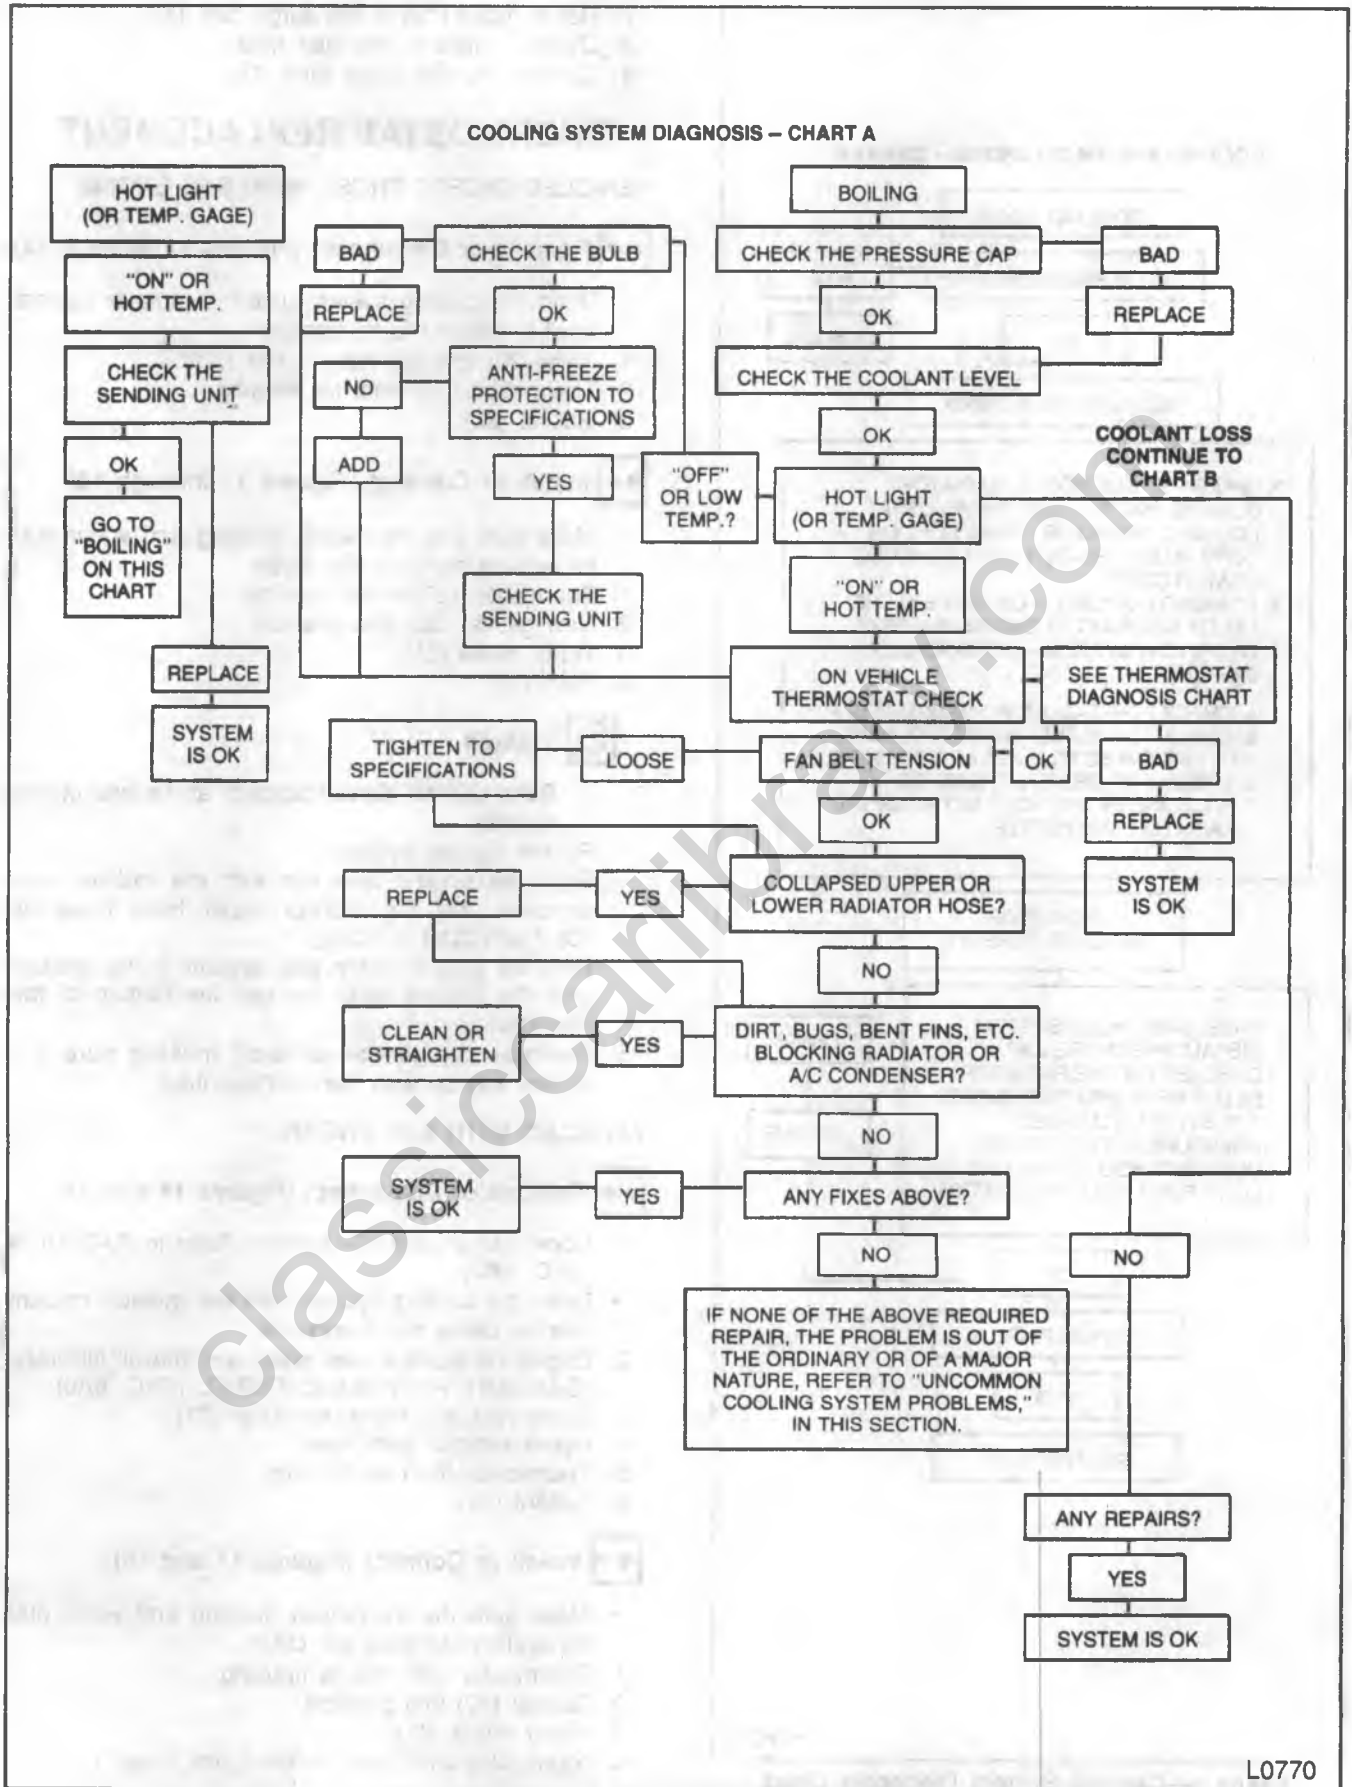 COOLING SYSTEM DIAGNOSIS – CHART A
HOT LIGHT
(OR TEMP. GAGE)
"ON" OR
HOT TEMP.
CHECK THE
SENDING UNIT
OK
GO TO
"BOILING"
ON THIS
CHART
REPLACE
SYSTEM
IS OK
BAD
REPLACE
CHECK THE BULB
OK
NO
ADD
ANTI-FREEZE
PROTECTION TO
SPECIFICATIONS
YES
CHECK THE
SENDING UNIT
"OFF"
OR LOW
TEMP.?
BOILING
CHECK THE PRESSURE CAP
BAD
REPLACE
OK
CHECK THE COOLANT LEVEL
OK
COOLANT LOSS
CONTINUE TO
CHART B
HOT LIGHT
(OR TEMP. GAGE)
"ON" OR
HOT TEMP.
ON VEHICLE
THERMOSTAT CHECK
SEE THERMOSTAT
DIAGNOSIS CHART
TIGHTEN TO
SPECIFICATIONS
LOOSE
FAN BELT TENSION
OK
BAD
OK
REPLACE
SYSTEM
IS OK
REPLACE
YES
COLLAPSED UPPER OR
LOWER RADIATOR HOSE?
NO
CLEAN OR
STRAIGHTEN
YES
DIRT, BUGS, BENT FINS, ETC.
BLOCKING RADIATOR OR
A/C CONDENSER?
NO
SYSTEM
IS OK
YES
ANY FIXES ABOVE?
NO
NO
IF NONE OF THE ABOVE REQUIRED
REPAIR, THE PROBLEM IS OUT OF
THE ORDINARY OR OF A MAJOR
NATURE, REFER TO "UNCOMMON
COOLING SYSTEM PROBLEMS,"
IN THIS SECTION.
ANY REPAIRS?
YES
SYSTEM IS OK
L0770
classiccarlibrary.com